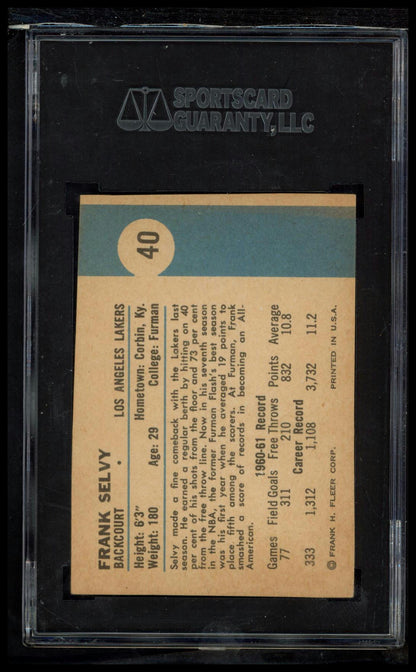 SPORTSCARD
GUARANTY, LLC
40
FRANK SELVY
BACKCOURT • LOS ANGELES LAKERS
Height: 6'3" Hometown: Corbin, Ky.
Weight: 180 Age: 29 College: Furman
Selvy made a fine comeback with the Lakers last
season. He earned a regular berth by hitting on 40
per cent of his shots from the floor and 73 per cent
from the free throw line. Now in his seventh season
in the NBA, the former Furman Flash's best season
was his first year when he averaged 19 points to
place fifth among the scorers. At Furman, Frank
smashed a score of records in becoming an All-
American.
1960-61 Record
Games Field Goals Free Throws Points Average
77 311 210 832 10.8
Career Record
333 1,312 1,108 3,732 11.2
© FRANK H. FLEER CORP. PRINTED IN U.S.A.